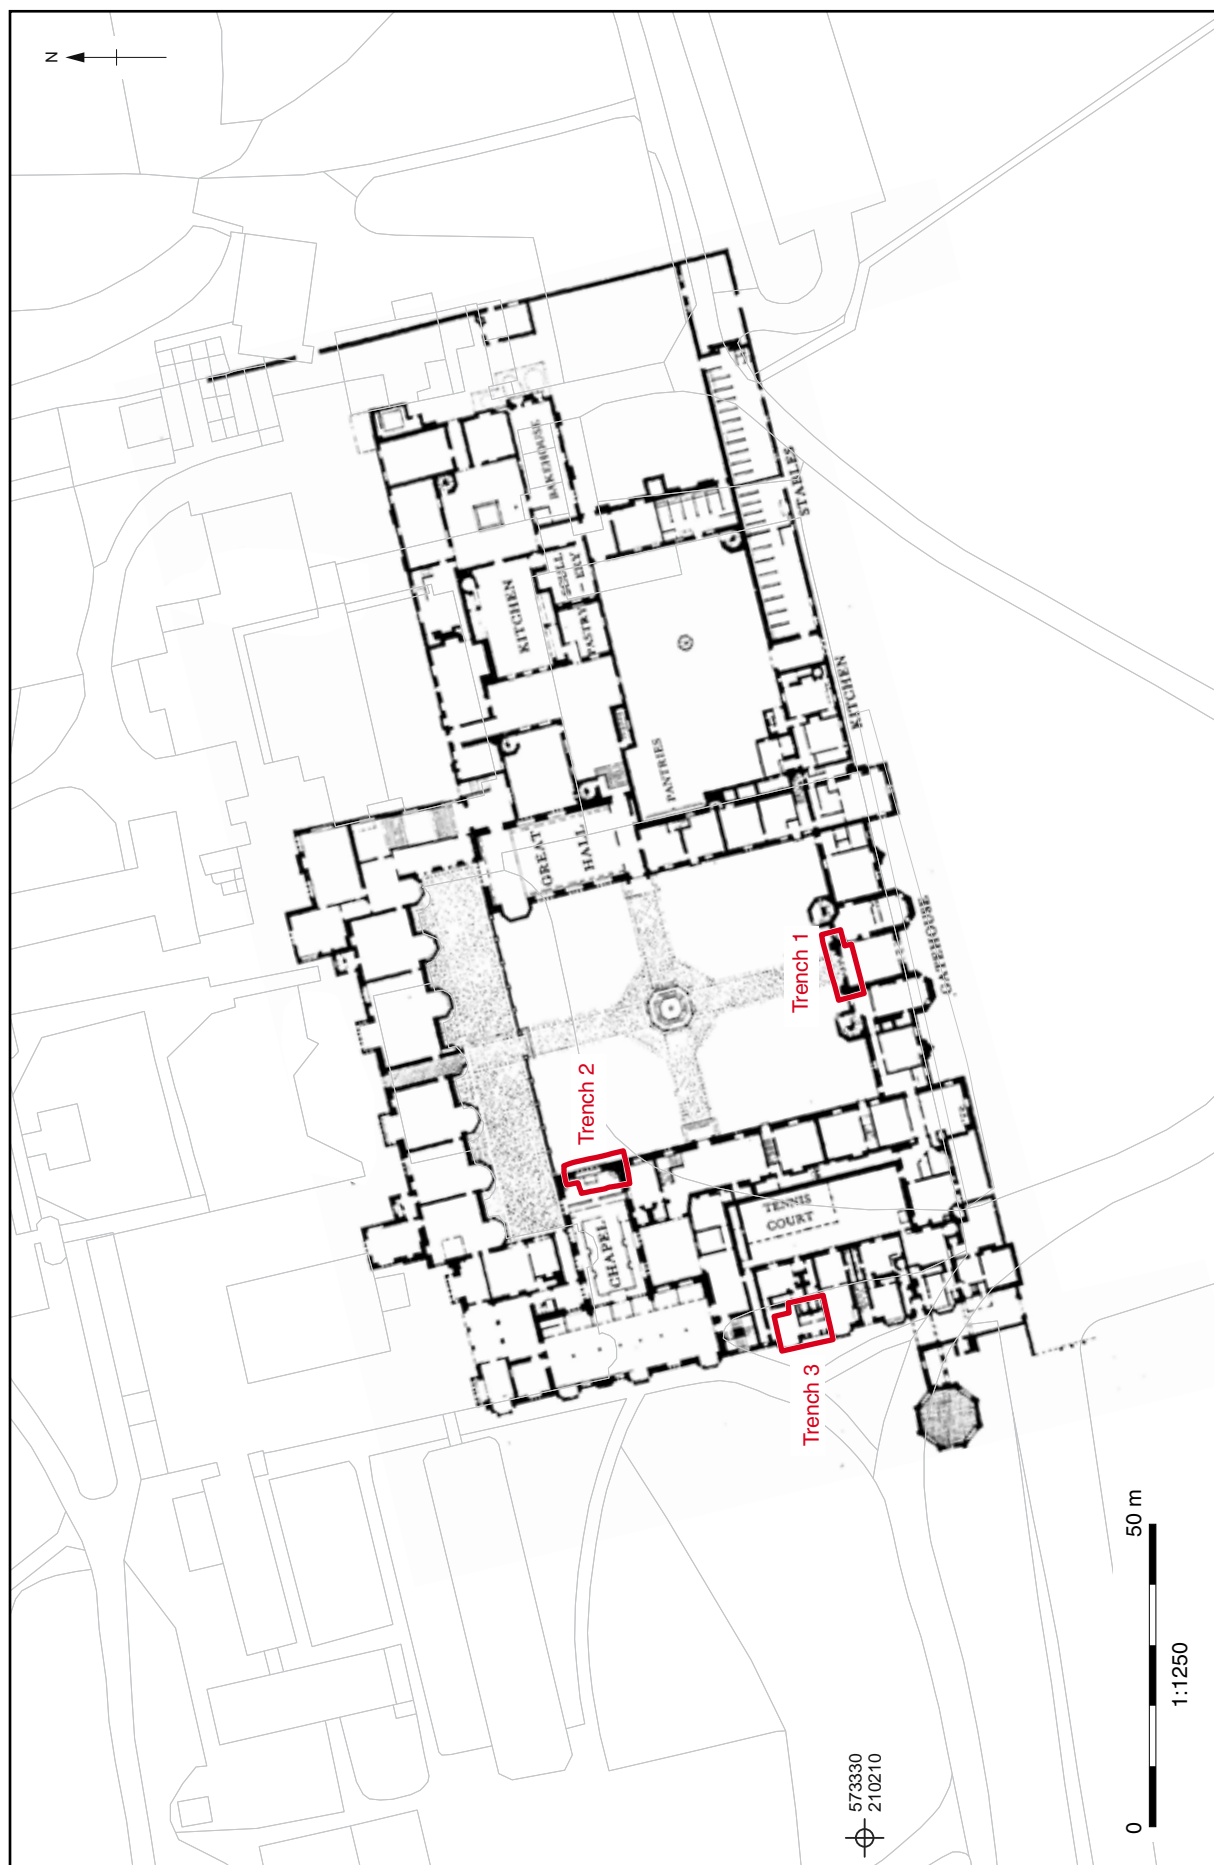 N
BAKEHOUSE
KITCHEN
SCULL
- ERY
PASTRY
STABLES
KITCHEN
PANTRIES
GREAT
HALL
GATEHOUSE
Trench 1
Trench 2
CHAPEL
TENNIS
COURT
Trench 3
573330
210210
0
50 m
1:1250